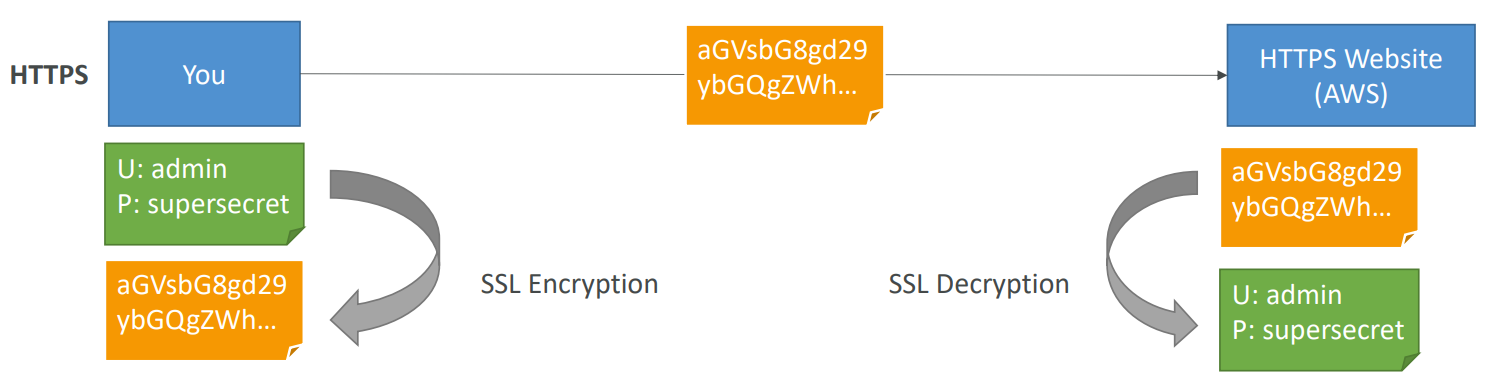 HTTPS
You
aGVsbG8gd29
ybGQgZWh...
HTTPS Website
(AWS)
U: admin
P: supersecret
aGVsbG8gd29
ybGQgZWh...
SSL Encryption
SSL Decryption
aGVsbG8gd29
ybGQgZWh...
U: admin
P: supersecret